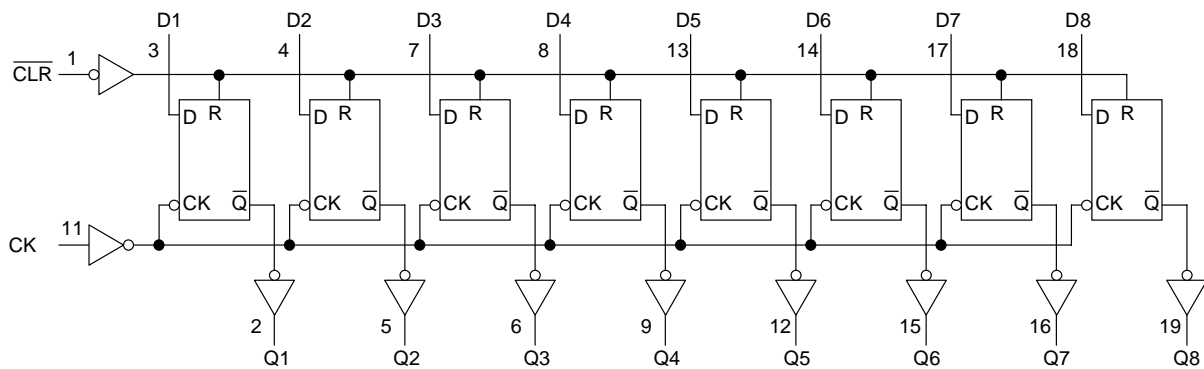 D1 D2 D3 D4 D5 D6 D7 D8
3 4 7 8 13 14 17 18
C̅L̅R̅ 1
D R D R D R D R D R D R D R D R
CK Q̅ CK Q̅ CK Q̅ CK Q̅ CK Q̅ CK Q̅ CK Q̅ CK Q̅
CK 11
2 5 6 9 12 15 16 19
Q1 Q2 Q3 Q4 Q5 Q6 Q7 Q8